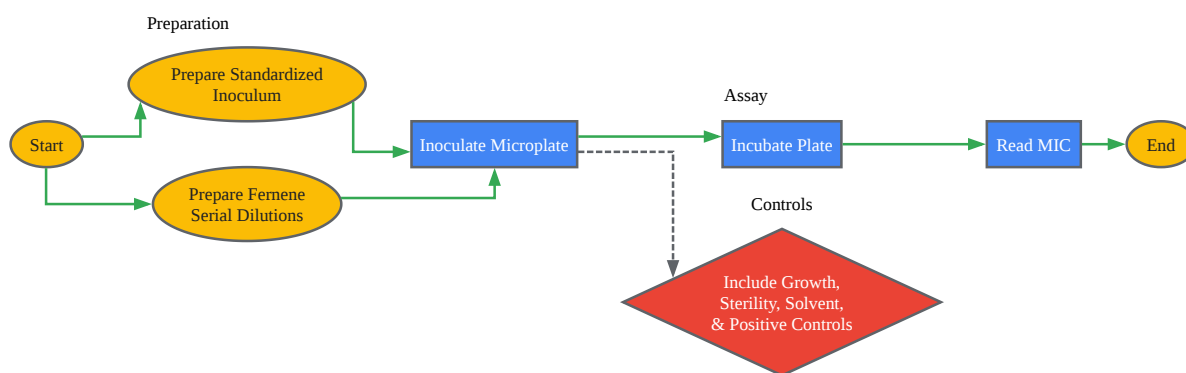 Preparation
Prepare Standardized
Inoculum
Start
Prepare Fernene
Serial Dilutions
Inoculate Microplate
Assay
Incubate Plate
Read MIC
End
Controls
Include Growth,
Sterility, Solvent,
& Positive Controls